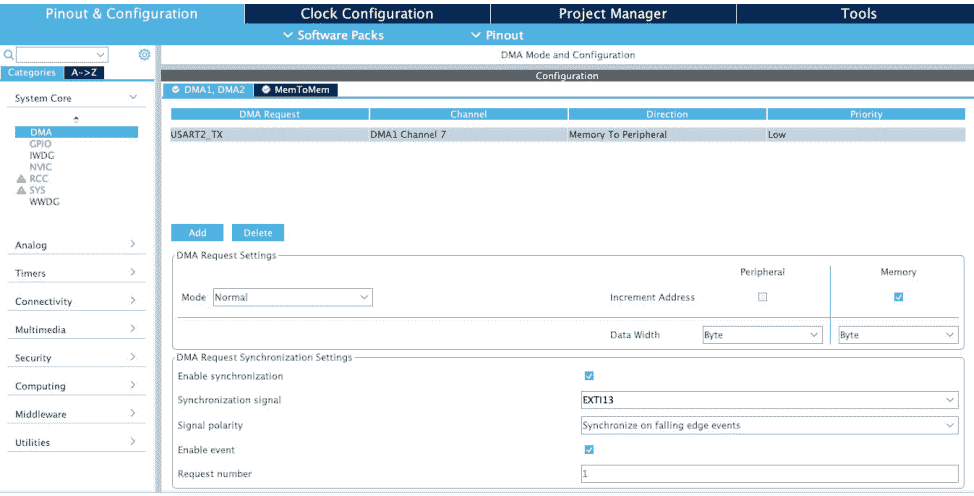 Pinout & Configuration Clock Configuration Project Manager Tools
Software Packs Pinout
DMA Mode and Configuration
Categories A->Z
Configuration
DMA1, DMA2 MemToMem
System Core
DMA Request Channel Direction Priority
USART2_TX DMA1 Channel 7 Memory To Peripheral Low
DMA
GPIO
IWDG
NVIC
RCC
SYS
WWDG
Add Delete
Analog
Timers
Connectivity
Multimedia
Security
Computing
Middleware
Utilities
DMA Request Settings
Peripheral Memory
Mode Normal Increment Address
Data Width Byte Byte
DMA Request Synchronization Settings
Enable synchronization
Synchronization signal EXTI13
Signal polarity Synchronize on falling edge events
Enable event
Request number 1